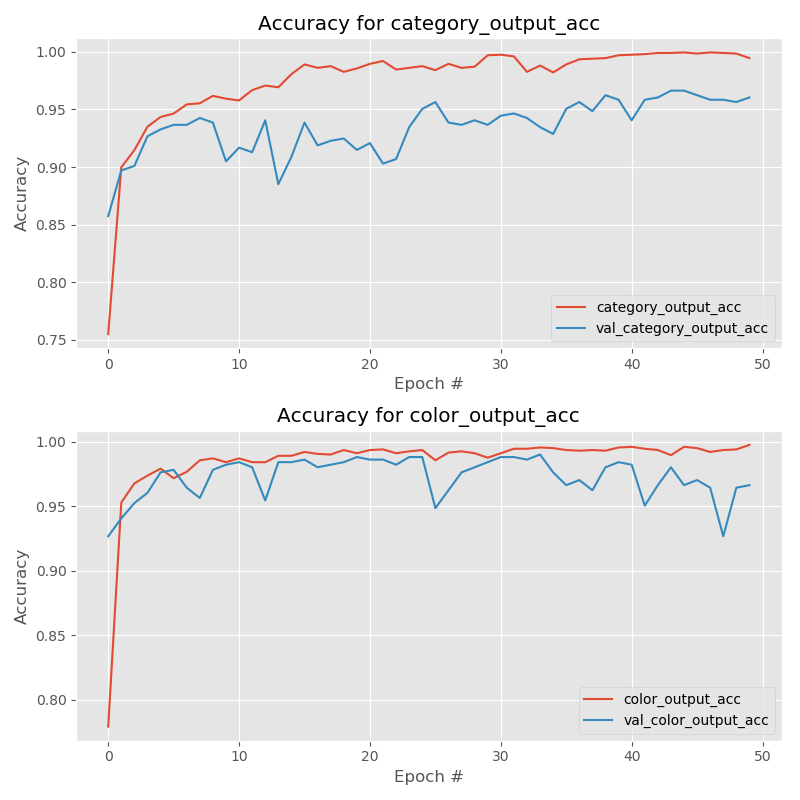 Accuracy for category_output_acc
1.00
0.95
0.90
0.85
0.80
0.75
Accuracy
category_output_acc
val_category_output_acc
0 10 20 30 40 50
Epoch #
Accuracy for color_output_acc
1.00
0.95
0.90
0.85
0.80
Accuracy
color_output_acc
val_color_output_acc
0 10 20 30 40 50
Epoch #